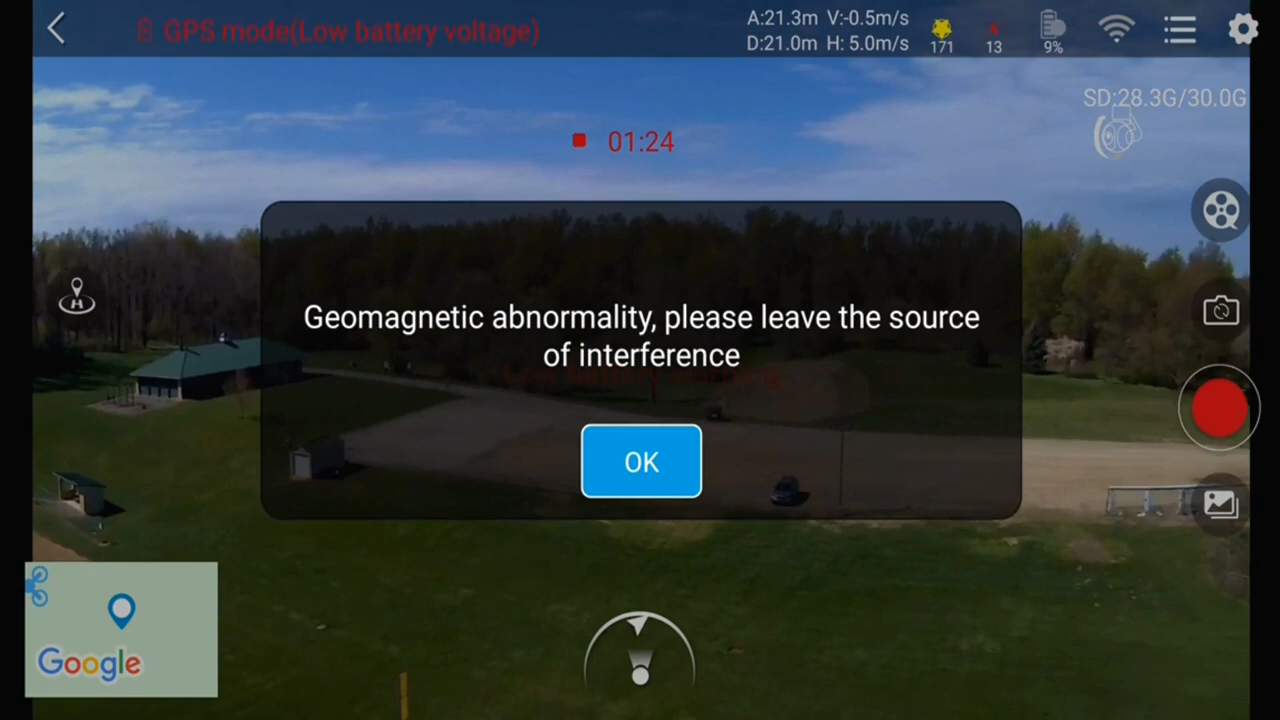 GPS mode(Low battery voltage)
A:21.3m V:-0.5m/s
D:21.0m H: 5.0m/s
171
13
9%
SD:28.3G/30.0G
01:24
Geomagnetic abnormality, please leave the source
of interference
OK
H
Google